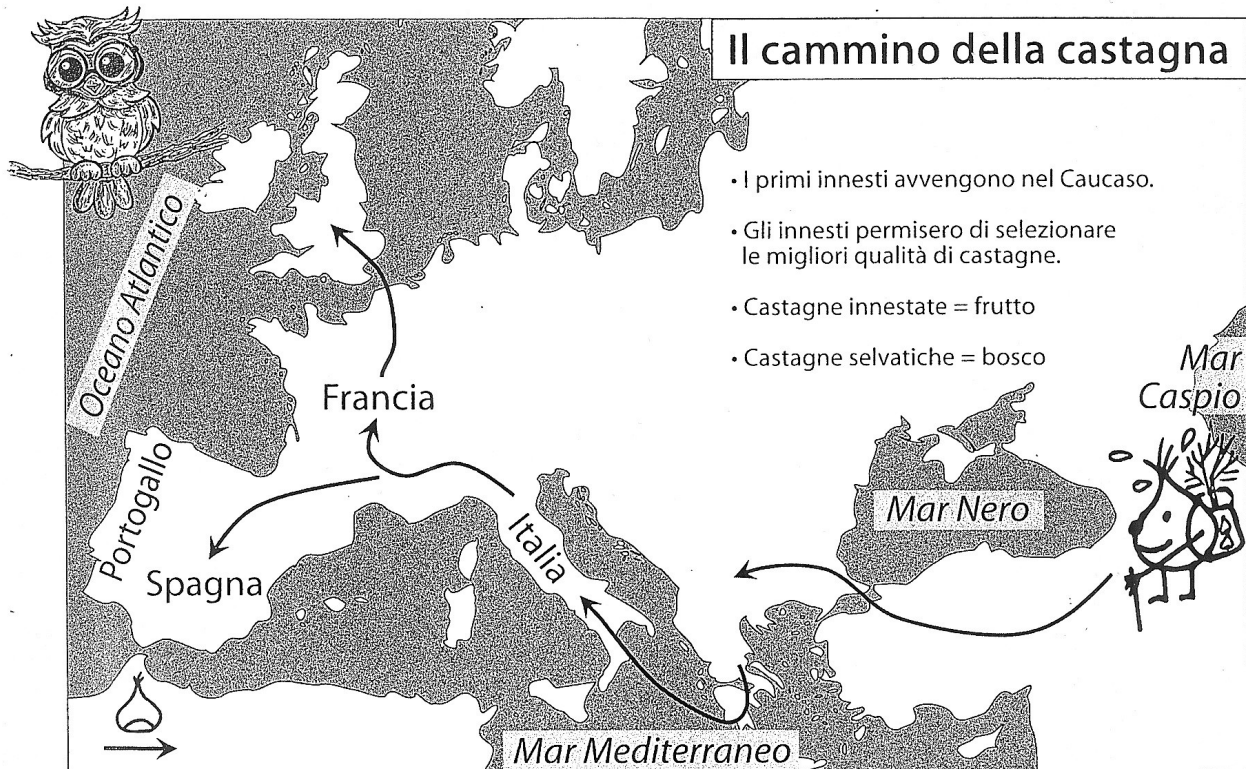 Il cammino della castagna
• I primi innesti avvengono nel Caucaso.
• Gli innesti permisero di selezionare
le migliori qualità di castagne.
• Castagne innestate = frutto
• Castagne selvatiche = bosco
Oceano Atlantico
Mar
Caspio
Francia
Portogallo
Mar Nero
Italia
Spagna
Mar Mediterraneo